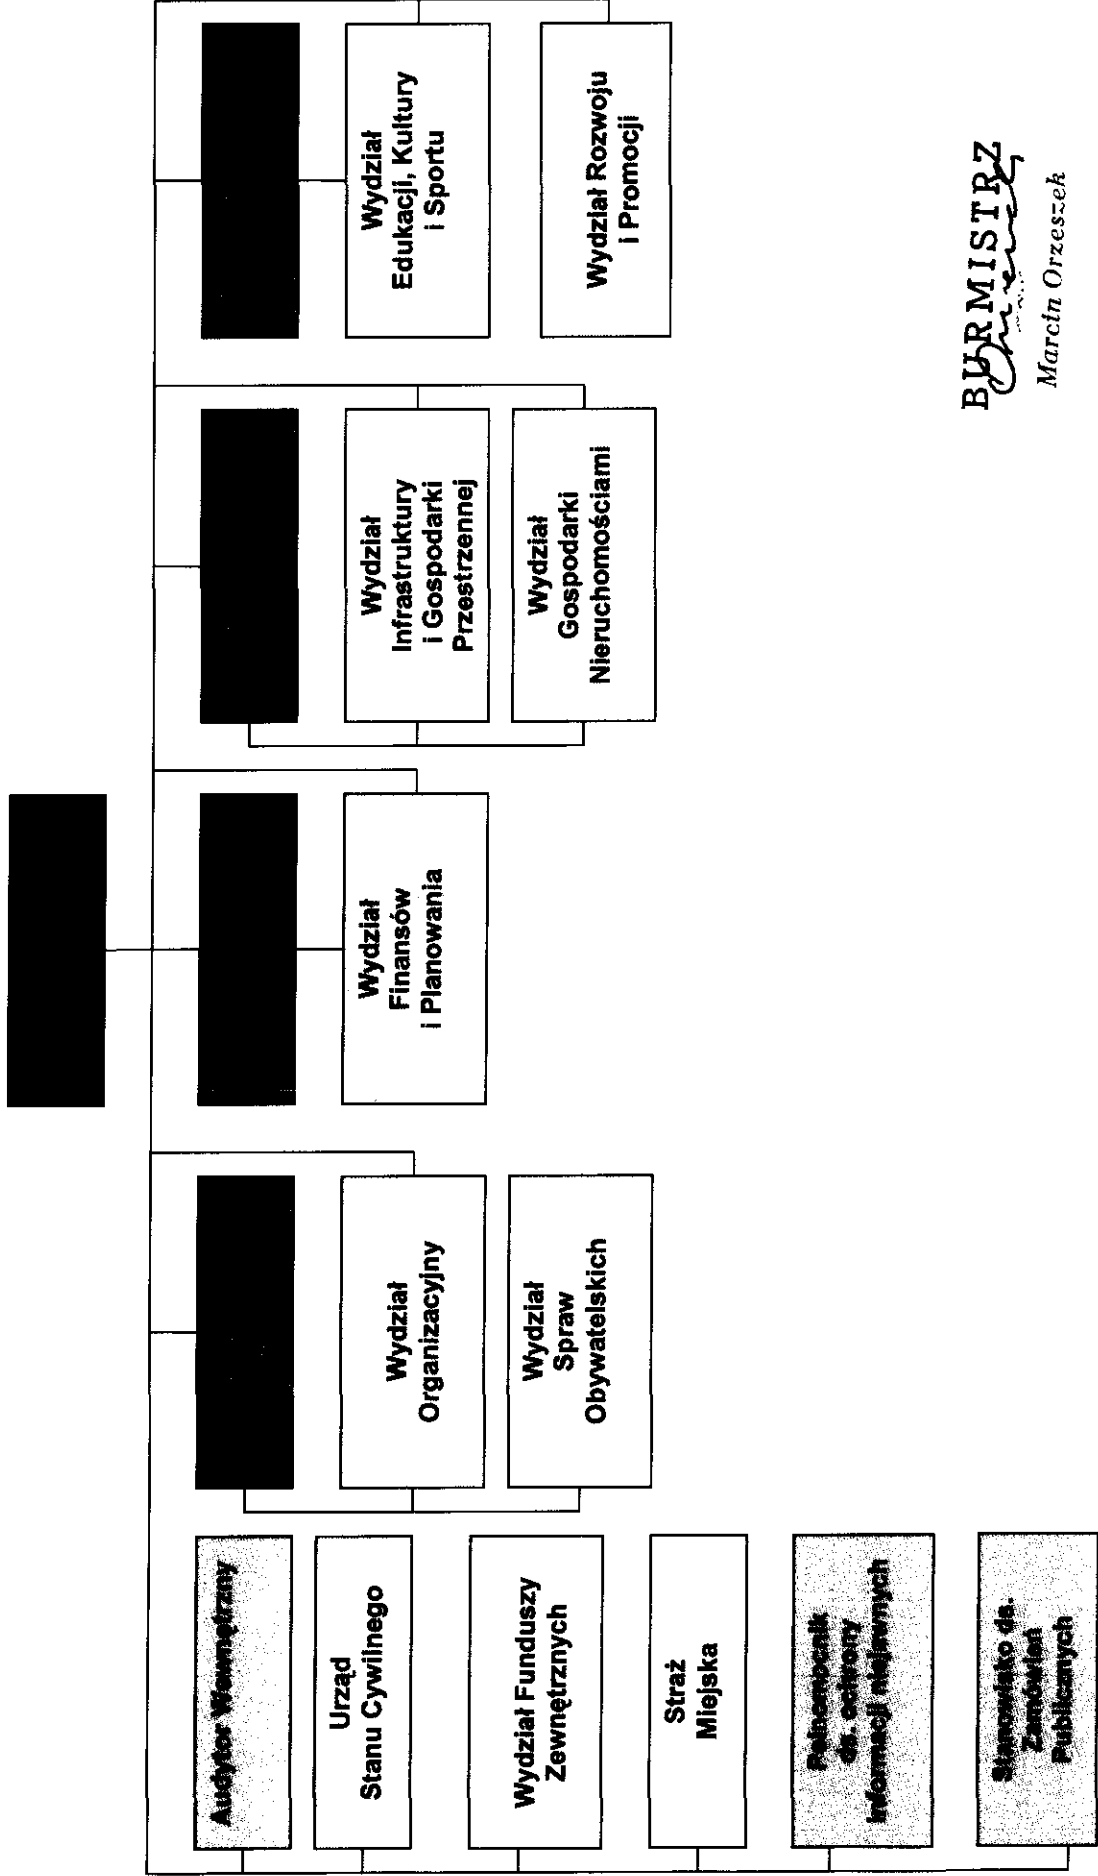 Audytor Wewnętrzny
Urząd
Stanu Cywilnego
Wydział Funduszy
Zewnętrznych
Straż
Miejska
Pełnomocnik
ds. ochrony
informacji niejawnych
Stanowisko ds.
Zamówień
Publicznych
Wydział
Organizacyjny
Wydział
Spraw
Obywatelskich
Wydział
Finansów
i Planowania
Wydział
Infrastruktury
i Gospodarki
Przestrzennej
Wydział
Gospodarki
Nieruchomościami
Wydział
Edukacji, Kultury
i Sportu
Wydział Rozwoju
i Promocji
BURMISTRZ
Marcin Orzeszek